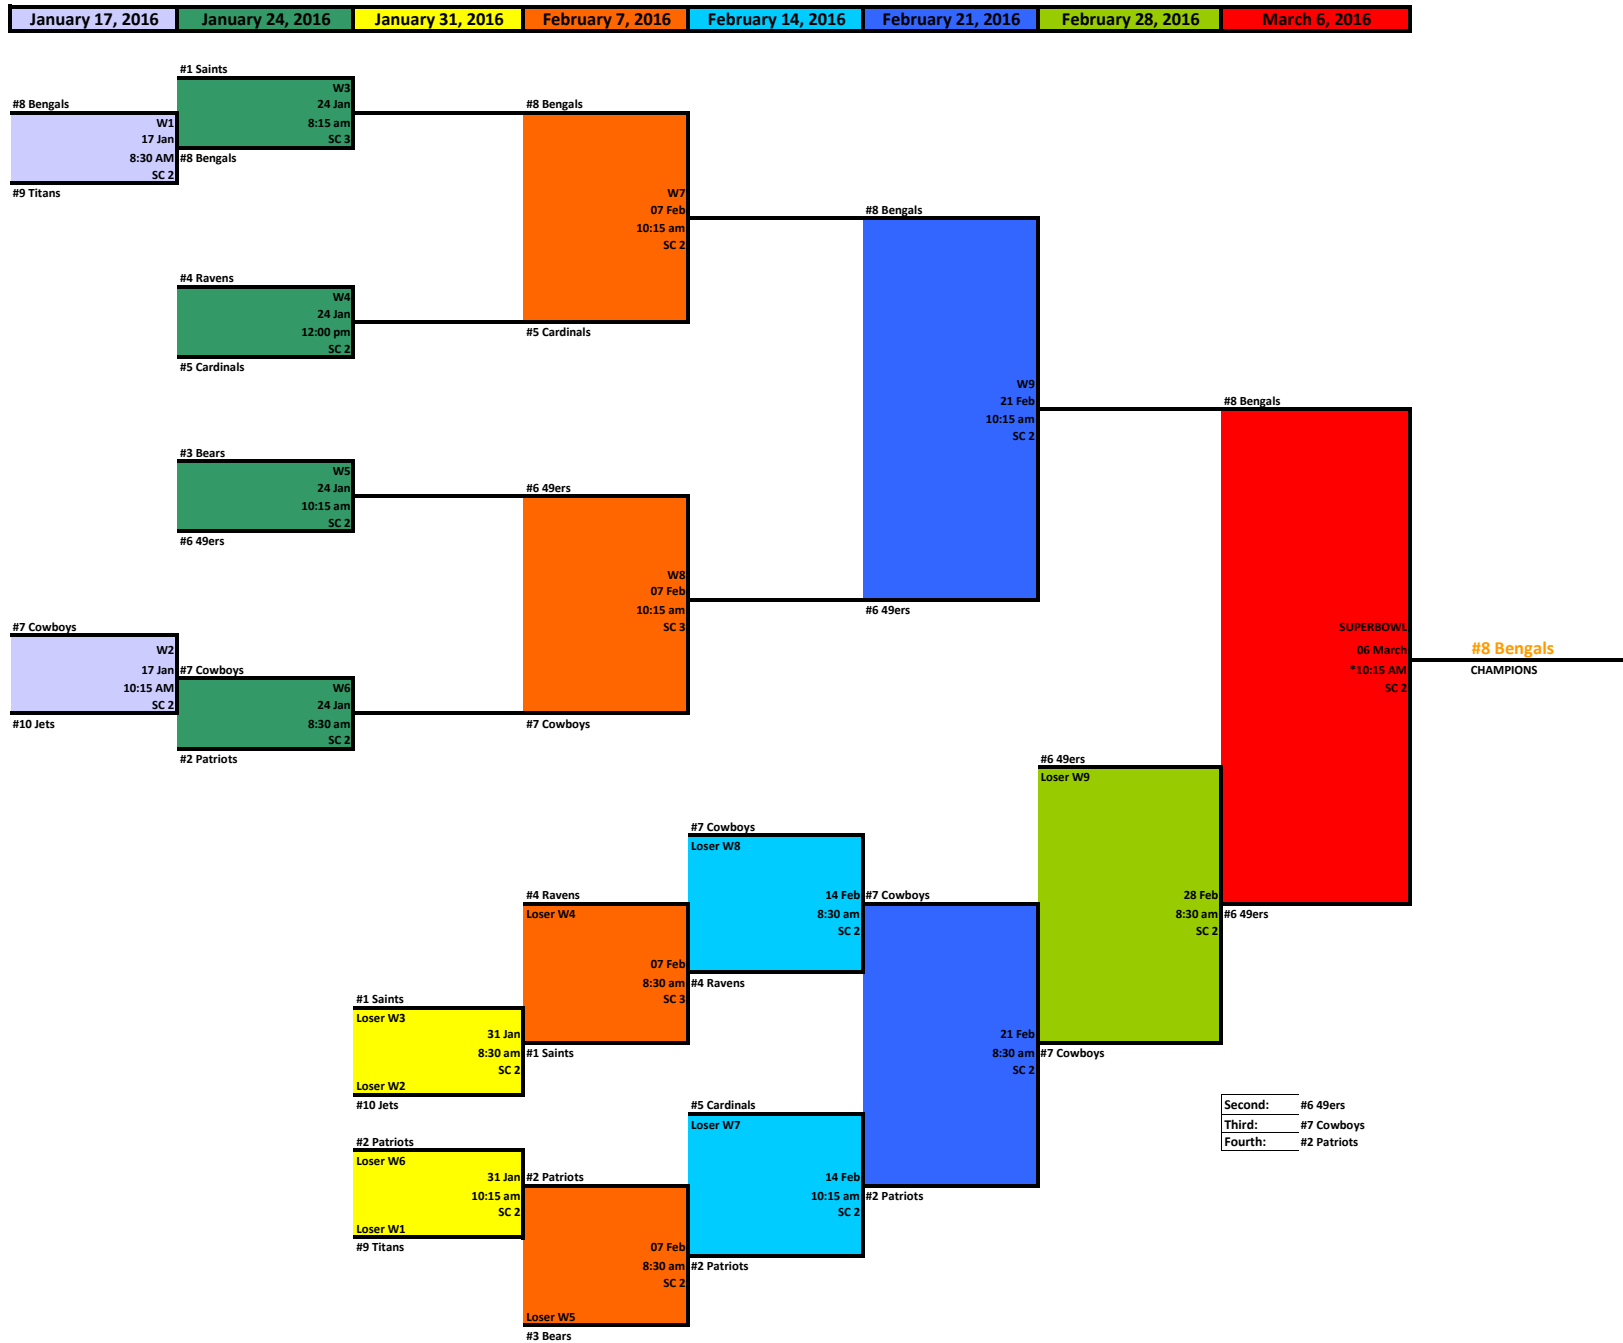 January 17, 2016 January 24, 2016 January 31, 2016 February 7, 2016 February 14, 2016 February 21, 2016 February 28, 2016 March 6, 2016
#8 Bengals
W1
17 Jan
8:30 AM
SC 2
#9 Titans
#7 Cowboys
W2
17 Jan
10:15 AM
SC 2
#10 Jets
#1 Saints
W3
24 Jan
8:15 am
SC 3
#8 Bengals
#4 Ravens
W4
24 Jan
12:00 pm
SC 2
#5 Cardinals
#3 Bears
W5
24 Jan
10:15 am
SC 2
#6 49ers
#7 Cowboys
W6
24 Jan
8:30 am
SC 2
#2 Patriots
#1 Saints
Loser W3
31 Jan
8:30 am
SC 2
Loser W2
#10 Jets
#2 Patriots
Loser W6
31 Jan
10:15 am
SC 2
Loser W1
#9 Titans
#8 Bengals
W7
07 Feb
10:15 am
SC 2
#5 Cardinals
#6 49ers
W8
07 Feb
10:15 am
SC 3
#7 Cowboys
#4 Ravens
Loser W4
07 Feb
8:30 am
SC 3
#1 Saints
#2 Patriots
07 Feb
8:30 am
SC 2
Loser W5
#3 Bears
#7 Cowboys
Loser W8
14 Feb
8:30 am
SC 2
#4 Ravens
#5 Cardinals
Loser W7
14 Feb
10:15 am
SC 2
#2 Patriots
#8 Bengals
W9
21 Feb
10:15 am
SC 2
#6 49ers
#7 Cowboys
21 Feb
8:30 am
SC 2
#2 Patriots
#6 49ers
Loser W9
28 Feb
8:30 am
SC 2
#7 Cowboys
#8 Bengals
SUPERBOWL
06 March
*10:15 AM
SC 2
#6 49ers
#8 Bengals
CHAMPIONS
Second: #6 49ers
Third: #7 Cowboys
Fourth: #2 Patriots